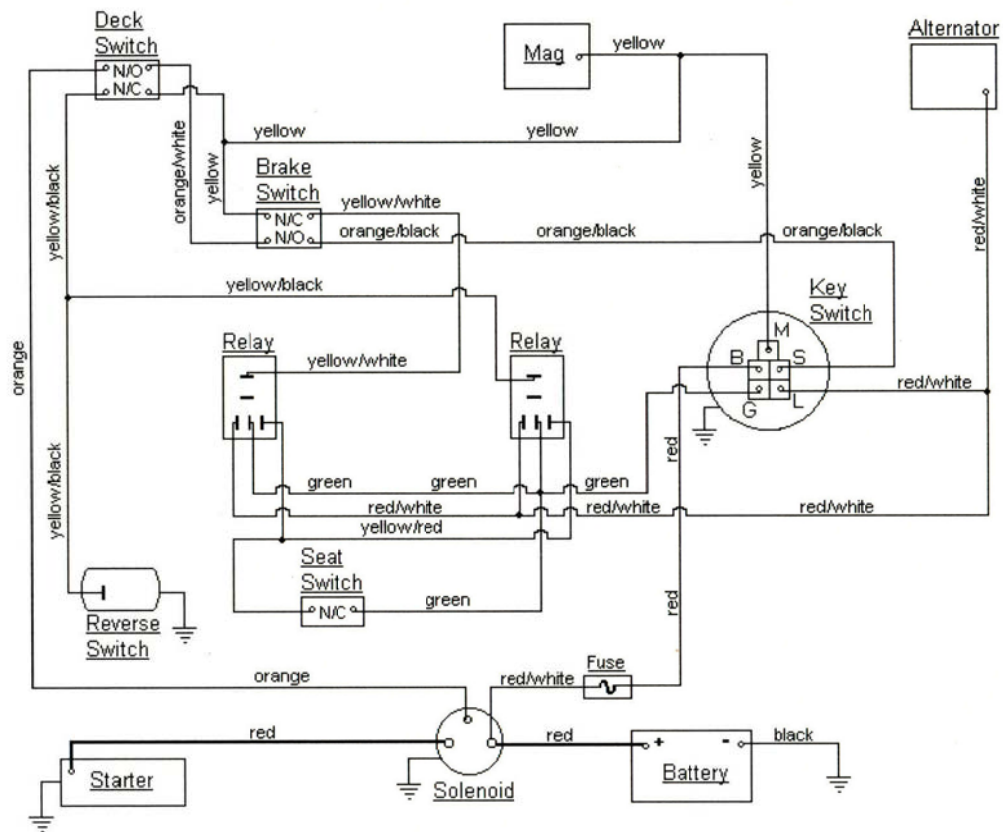 Deck
Switch
N/O
N/C
Mag
yellow
Alternator
yellow
yellow
orange/white
yellow
yellow
red/white
yellow/black
Brake
Switch
N/C
N/O
yellow/white
orange/black
orange/black
orange/black
yellow/black
Key
Switch
M
B
S
G
L
orange
Relay
yellow/white
Relay
red/white
red
green
green
green
red/white
red/white
red/white
yellow/red
yellow/black
Seat
Switch
N/C
green
red
Reverse
Switch
orange
red/white
Fuse
red
red
black
Starter
Solenoid
+
-
Battery